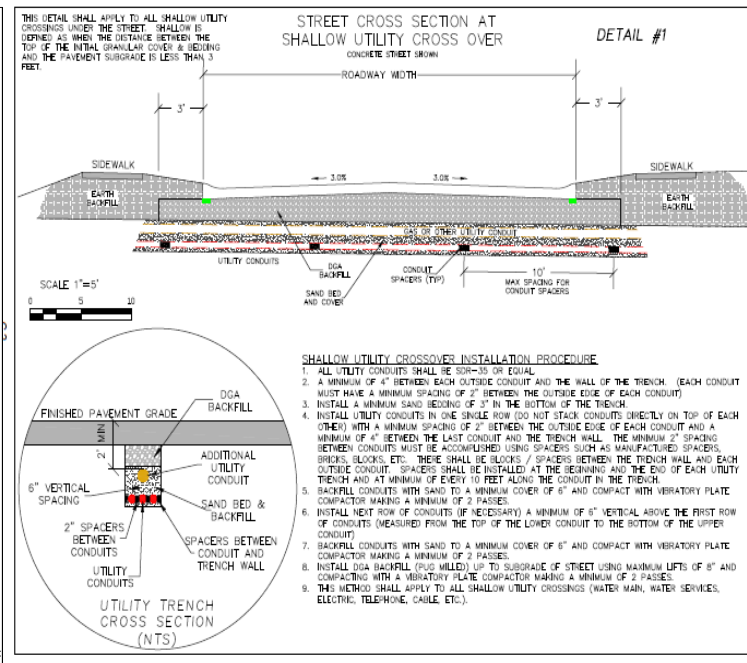 THIS DETAIL SHALL APPLY TO ALL SHALLOW UTILITY
CROSSINGS UNDER THE STREET. SHALLOW IS
DEFINED AS WHEN THE DISTANCE BETWEEN THE
TOP OF THE INITIAL GRANULAR COVER & BEDDING
AND THE PAVEMENT SUBGRADE IS LESS THAN 3
FEET.
STREET CROSS SECTION AT
SHALLOW UTILITY CROSS OVER
CONCRETE STREET SHOWN
DETAIL #1
ROADWAY WIDTH
3'
3'
SIDEWALK
SIDEWALK
3.0%
3.0%
EARTH
BACKFILL
EARTH
BACKFILL
GAS OR OTHER UTILITY CONDUIT
UTILITY CONDUITS
DGA
BACKFILL
SAND BED
AND COVER
CONDUIT
SPACERS (TYP)
10'
MAX SPACING FOR
CONDUIT SPACERS
SCALE 1"=5'
0 5 10
FINISHED PAVEMENT GRADE
DGA
BACKFILL
2' MIN
ADDITIONAL
UTILITY
CONDUIT
6" VERTICAL
SPACING
SAND BED &
BACKFILL
2" SPACERS
BETWEEN
CONDUITS
SPACERS BETWEEN
CONDUIT AND
TRENCH WALL
UTILITY
CONDUITS
UTILITY TRENCH
CROSS SECTION
(NTS)
SHALLOW UTILITY CROSSOVER INSTALLATION PROCEDURE
1. ALL UTILITY CONDUITS SHALL BE SDR-35 OR EQUAL
2. A MINIMUM OF 4" BETWEEN EACH OUTSIDE CONDUIT AND THE WALL OF THE TRENCH. (EACH CONDUIT
MUST HAVE A MINIMUM SPACING OF 2" BETWEEN THE OUTSIDE EDGE OF EACH CONDUIT)
3. INSTALL A MINIMUM SAND BEDDING OF 3" IN THE BOTTOM OF THE TRENCH.
4. INSTALL UTILITY CONDUITS IN ONE SINGLE ROW (DO NOT STACK CONDUITS DIRECTLY ON TOP OF EACH
OTHER) WITH A MINIMUM SPACING OF 2" BETWEEN THE OUTSIDE EDGE OF EACH CONDUIT AND A
MINIMUM OF 4" BETWEEN THE LAST CONDUIT AND THE TRENCH WALL. THE MINIMUM 2" SPACING
BETWEEN CONDUITS MUST BE ACCOMPLISHED USING SPACERS SUCH AS MANUFACTURED SPACERS,
BRICKS, BLOCKS, ETC. THERE SHALL BE BLOCKS / SPACERS BETWEEN THE TRENCH WALL AND EACH
OUTSIDE CONDUIT. SPACERS SHALL BE INSTALLED AT THE BEGINNING AND THE END OF EACH UTILITY
TRENCH AND AT MINIMUM OF EVERY 10 FEET ALONG THE CONDUIT IN THE TRENCH.
5. BACKFILL CONDUITS WITH SAND TO A MINIMUM COVER OF 6" AND COMPACT WITH VIBRATORY PLATE
COMPACTOR MAKING A MINIMUM OF 2 PASSES.
6. INSTALL NEXT ROW OF CONDUITS (IF NECESSARY) A MINIMUM OF 6" VERTICAL ABOVE THE FIRST ROW
OF CONDUITS (MEASURED FROM THE TOP OF THE LOWER CONDUIT TO THE BOTTOM OF THE UPPER
CONDUIT)
7. BACKFILL CONDUITS WITH SAND TO A MINIMUM COVER OF 6" AND COMPACT WITH VIBRATORY PLATE
COMPACTOR MAKING A MINIMUM OF 2 PASSES.
8. INSTALL DGA BACKFILL (PUG MILLED) UP TO SUBGRADE OF STREET USING MAXIMUM LIFTS OF 8" AND
COMPACTING WITH A VIBRATORY PLATE COMPACTOR MAKING A MINIMUM OF 2 PASSES.
9. THIS METHOD SHALL APPLY TO ALL SHALLOW UTILITY CROSSINGS (WATER MAIN, WATER SERVICES,
ELECTRIC, TELEPHONE, CABLE, ETC.).